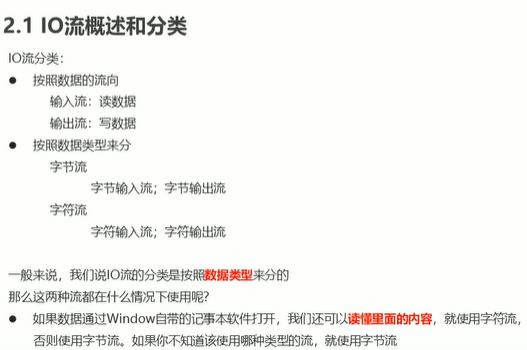 2.1 IO流概述和分类
IO流分类：
● 按照数据的流向
输入流：读数据
输出流：写数据
● 按照数据类型来分
字节流
字节输入流；字节输出流
字符流
字符输入流；字符输出流
一般来说，我们说IO流的分类是按照数据类型来分的
那么这两种流都在什么情况下使用呢?
● 如果数据通过Window自带的记事本软件打开，我们还可以读懂里面的内容，就使用字符流，
否则使用字节流。如果你不知道该使用哪种类型的流，就使用字节流